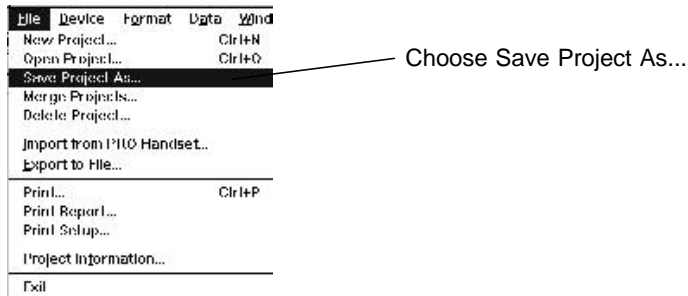 File Device Format Data Wind
New Project... Ctrl+N
Open Project... Ctrl+O
Save Project As...
Choose Save Project As...
Merge Projects...
Delete Project...
Import from PRO Handset...
Export to File...
Print... Ctrl+P
Print Report...
Print Setup...
Project Information...
Exit